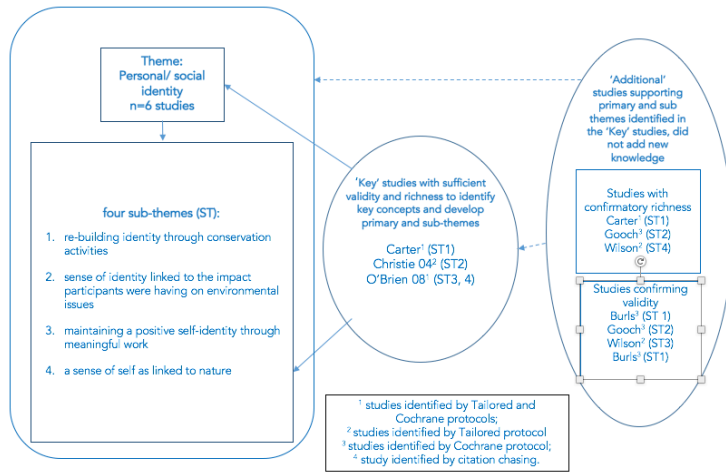 Theme:
Personal/ social
identity
n=6 studies
four sub-themes (ST):
1. re-building identity through conservation
activities
2. sense of identity linked to the impact
participants were having on environmental
issues
3. maintaining a positive self-identity through
meaningful work
4. a sense of self as linked to nature
'Key' studies with sufficient
validity and richness to identify
key concepts and develop
primary and sub-themes
Carter¹ (ST1)
Christie 04² (ST2)
O'Brien 08¹ (ST3, 4)
'Additional'
studies supporting
primary and sub
themes identified in
the 'Key' studies, did
not add new
knowledge
Studies with
confirmatory richness
Carter¹ (ST1)
Gooch³ (ST2)
Wilson² (ST4)
Studies confirming
validity
Burls³ (ST 1)
Gooch³ (ST2)
Wilson² (ST3)
Burls³ (ST1)
¹ studies identified by Tailored and
Cochrane protocols;
² studies identified by Tailored protocol
³ studies identified by Cochrane protocol;
⁴ study identified by citation chasing.